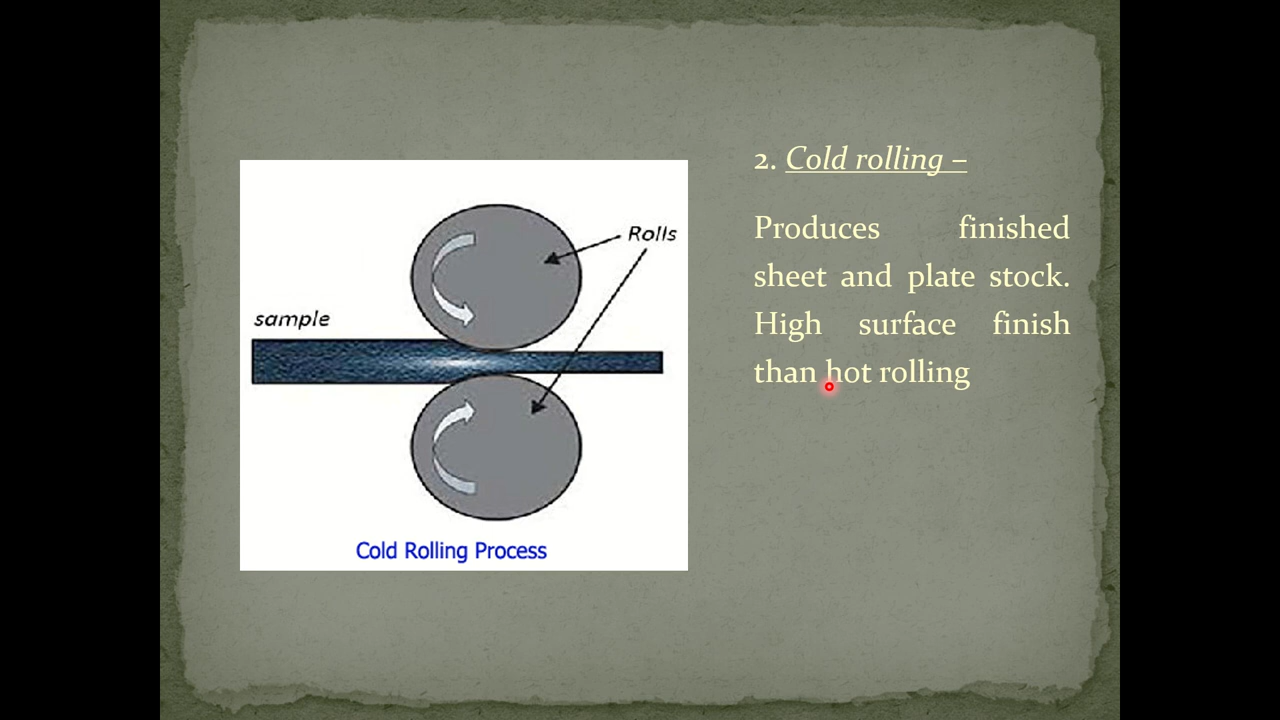 2. Cold rolling –
Produces finished
sheet and plate stock.
High surface finish
than hot rolling
Rolls
sample
Cold Rolling Process